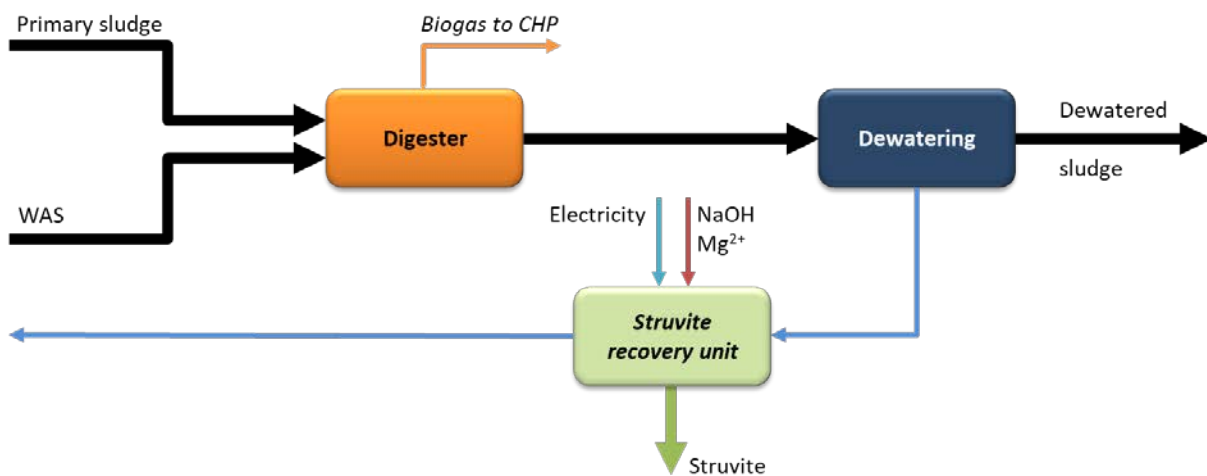 Primary sludge
Biogas to CHP
Digester
Dewatering
Dewatered
sludge
WAS
Electricity
NaOH
Mg²⁺
Struvite
recovery unit
Struvite